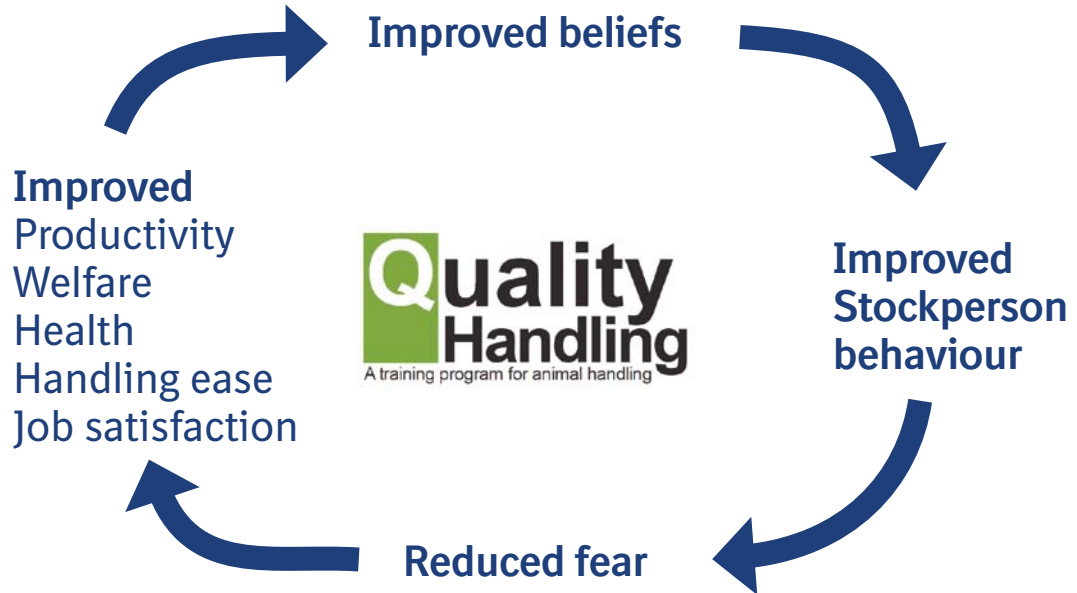 Improved beliefs
Improved
Stockperson
behaviour
Reduced fear
Improved
Productivity
Welfare
Health
Handling ease
Job satisfaction
Quality
Handling
A training program for animal handling